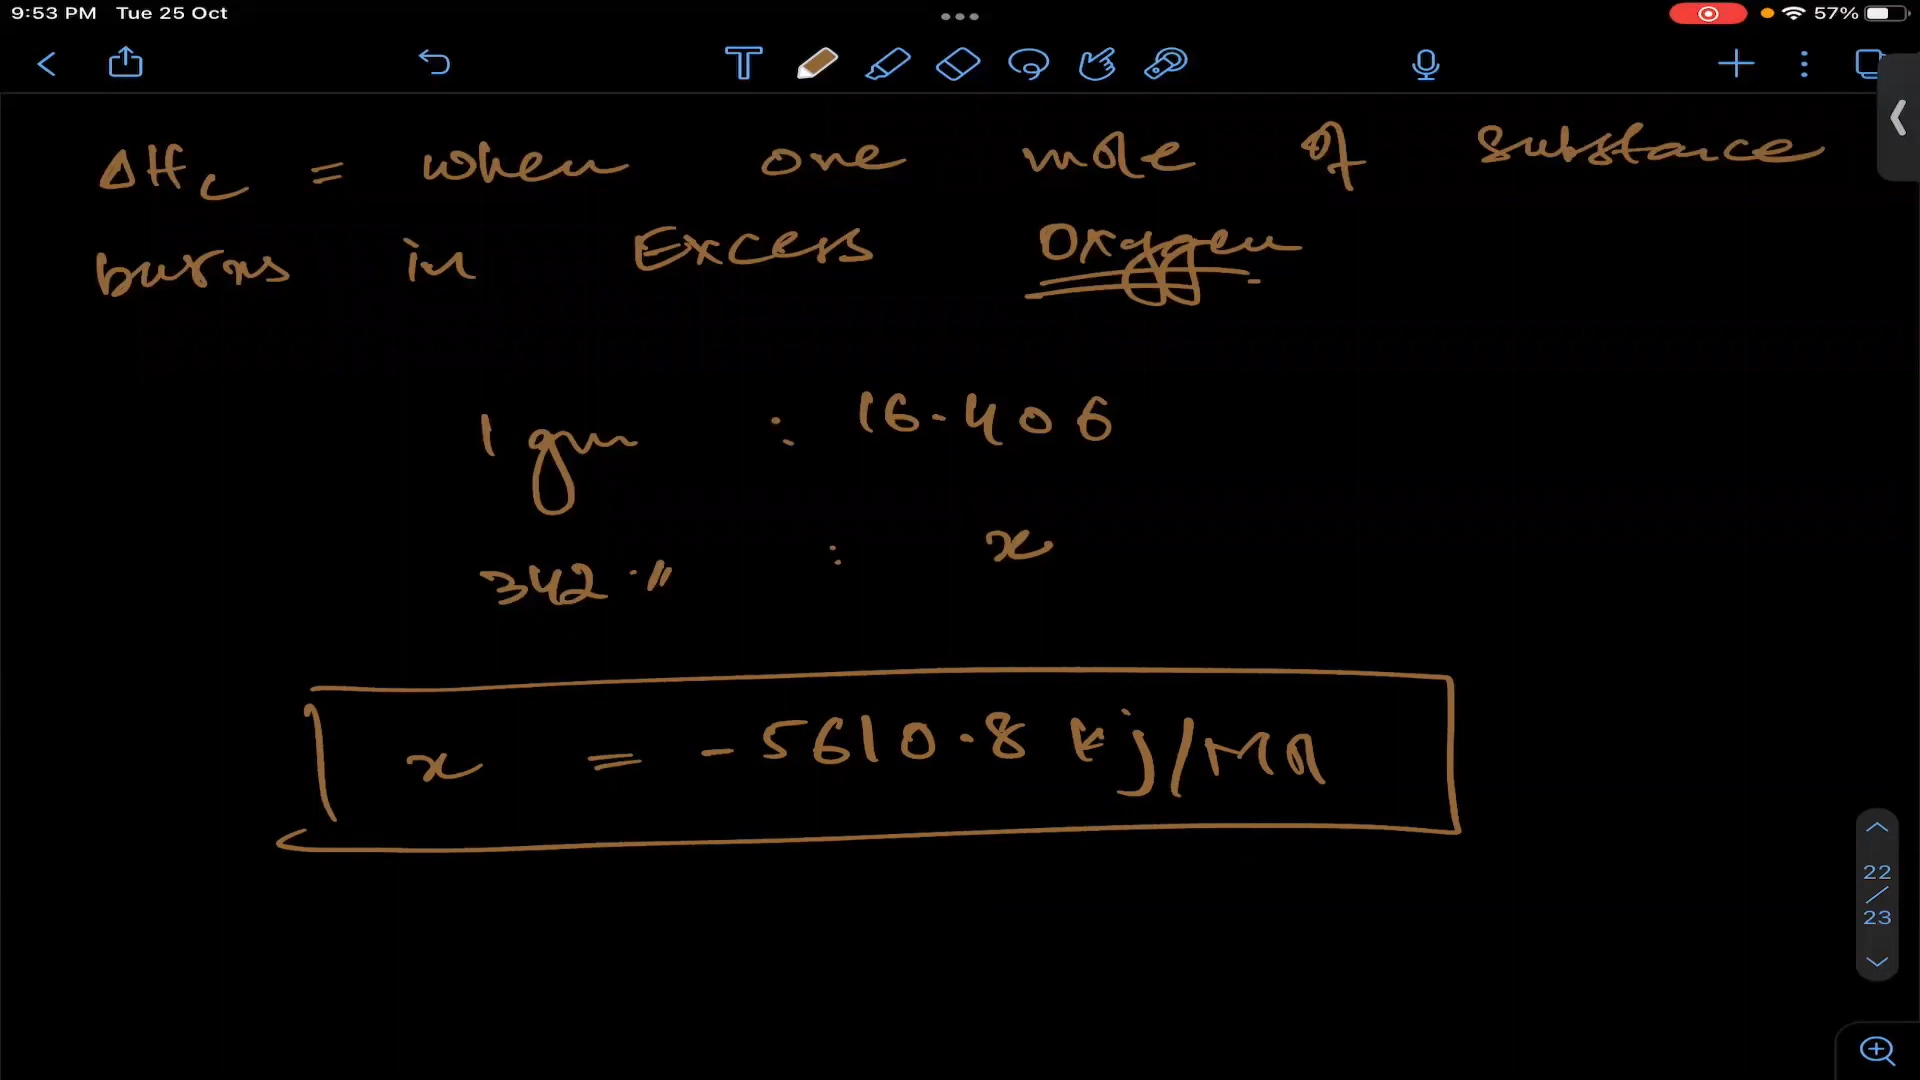 9:53 PM Tue 25 Oct
57%
ΔHc = when one mole of substance
burns in Excess Oxygen
1 gm : 16.406
342 " : x
x = -5610.8 kj/Mol
22
23